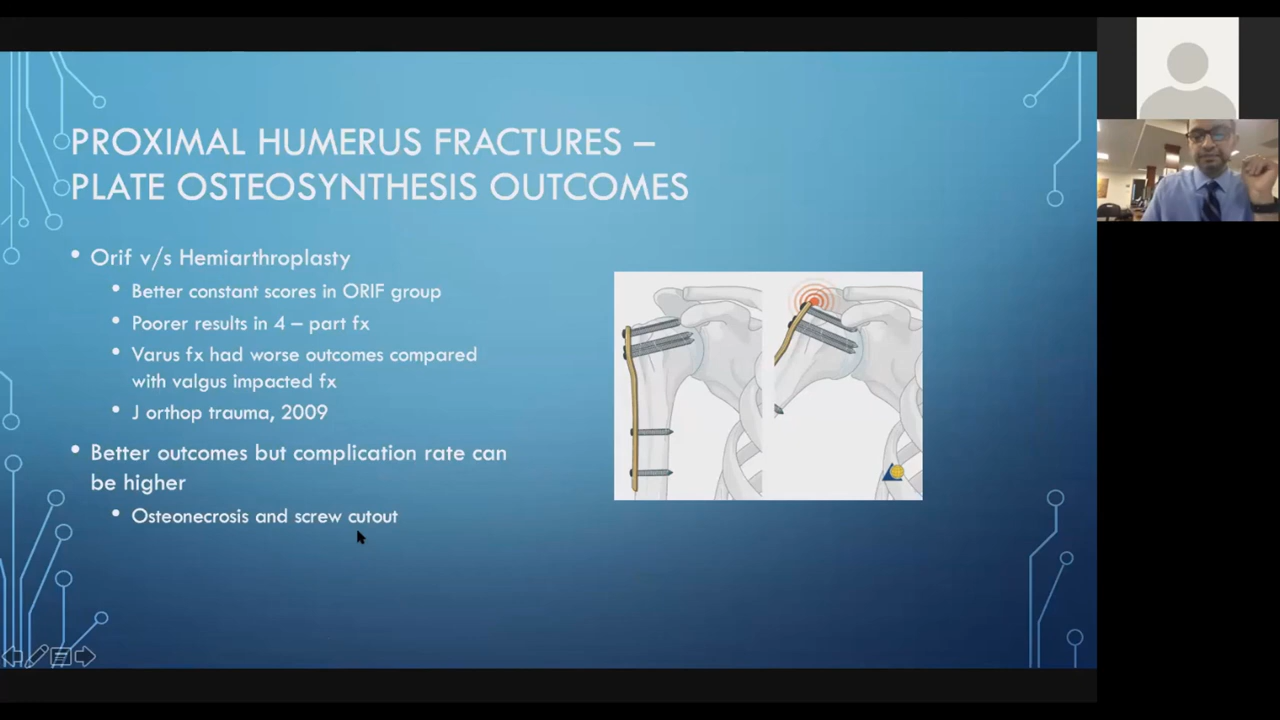 PROXIMAL HUMERUS FRACTURES –
PLATE OSTEOSYNTHESIS OUTCOMES
• Orif v/s Hemiarthroplasty
• Better constant scores in ORIF group
• Poorer results in 4 – part fx
• Varus fx had worse outcomes compared
with valgus impacted fx
• J orthop trauma, 2009
• Better outcomes but complication rate can
be higher
• Osteonecrosis and screw cutout